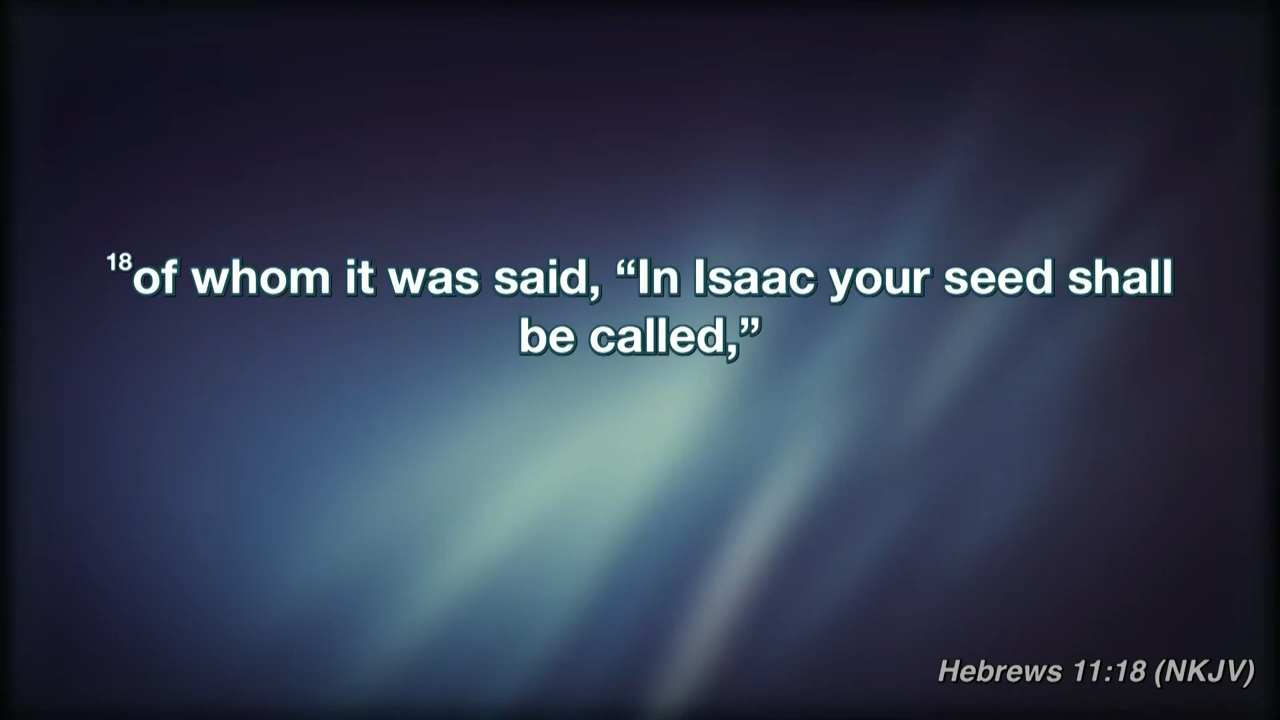 18of whom it was said, “In Isaac your seed shall
be called,”
Hebrews 11:18 (NKJV)